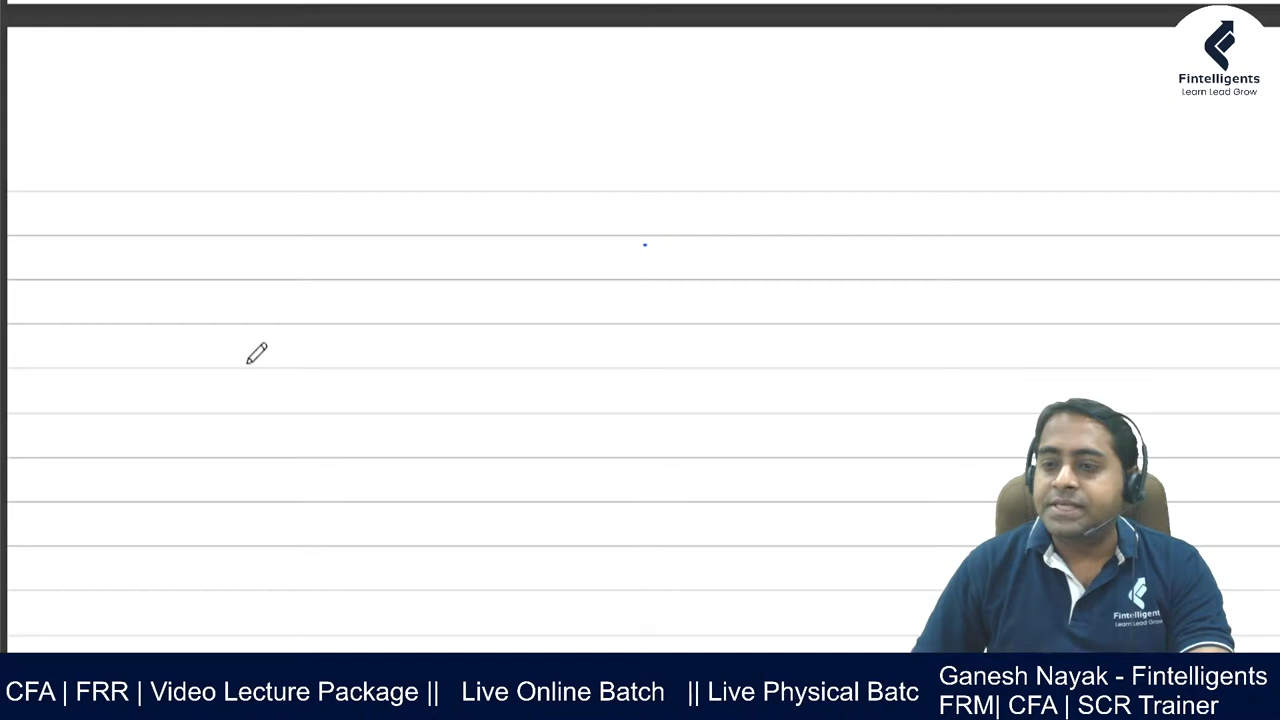 Fintelligents
Learn Lead Grow
Fintelligents
Learn Lead Grow
CFA | FRR | Video Lecture Package || Live Online Batch || Live Physical Batc
Ganesh Nayak - Fintelligents
FRM| CFA | SCR Trainer